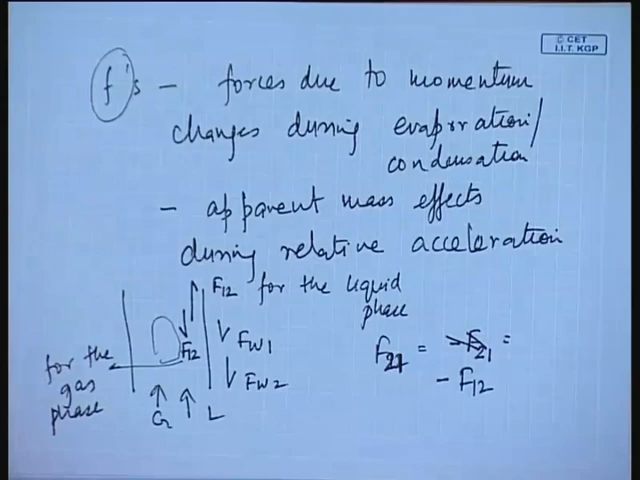 © CET
I.I.T. KGP
f's - forces due to momentum
changes during evaporation/
condensation
- apparent mass effects
during relative acceleration
F12 for the liquid
phase
F12
FW1
FW2
for the
gas
phase
G
L
F21 = -F21 =
- F12